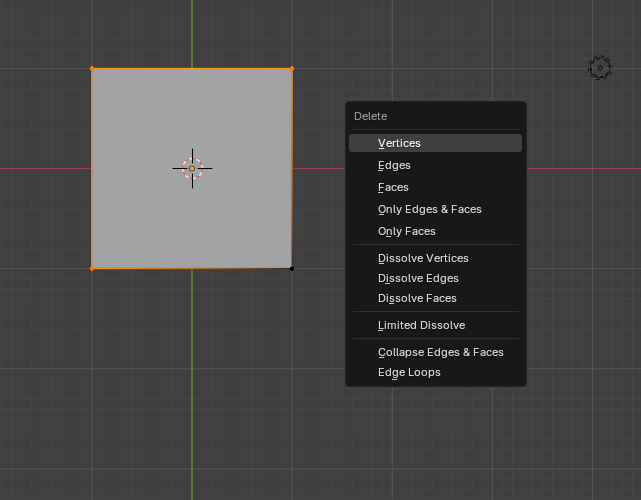 Delete
Vertices
Edges
Faces
Only Edges & Faces
Only Faces
Dissolve Vertices
Dissolve Edges
Dissolve Faces
Limited Dissolve
Collapse Edges & Faces
Edge Loops